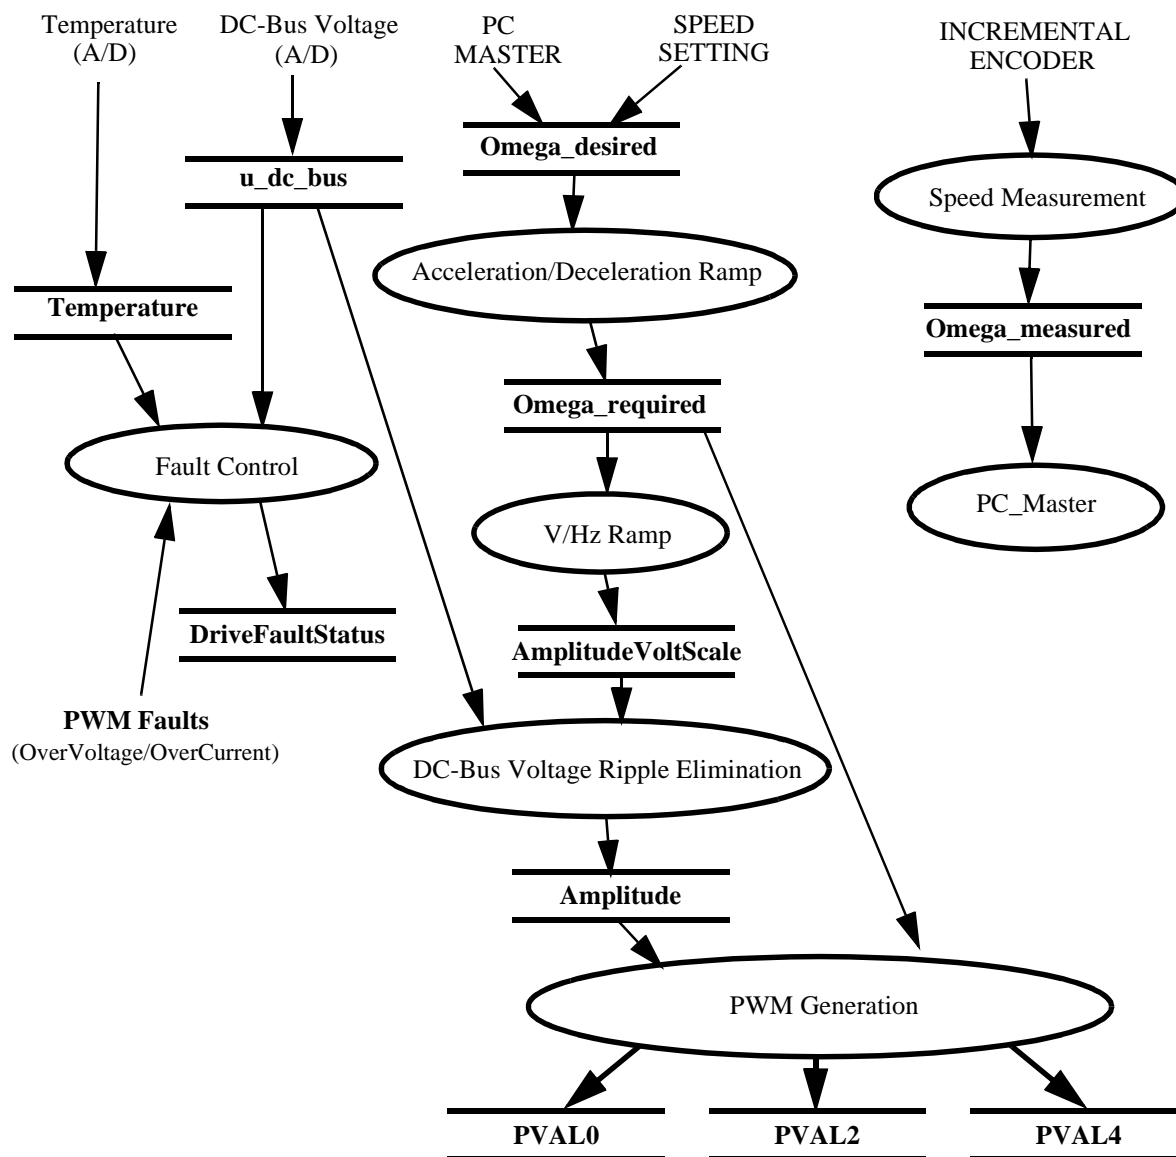 Temperature
(A/D)
DC-Bus Voltage
(A/D)
PC
MASTER
SPEED
SETTING
INCREMENTAL
ENCODER
Omega_desired
u_dc_bus
Speed Measurement
Acceleration/Deceleration Ramp
Temperature
Omega_measured
Omega_required
Fault Control
PC_Master
V/Hz Ramp
DriveFaultStatus
AmplitudeVoltScale
PWM Faults
(OverVoltage/OverCurrent)
DC-Bus Voltage Ripple Elimination
Amplitude
PWM Generation
PVAL0
PVAL2
PVAL4